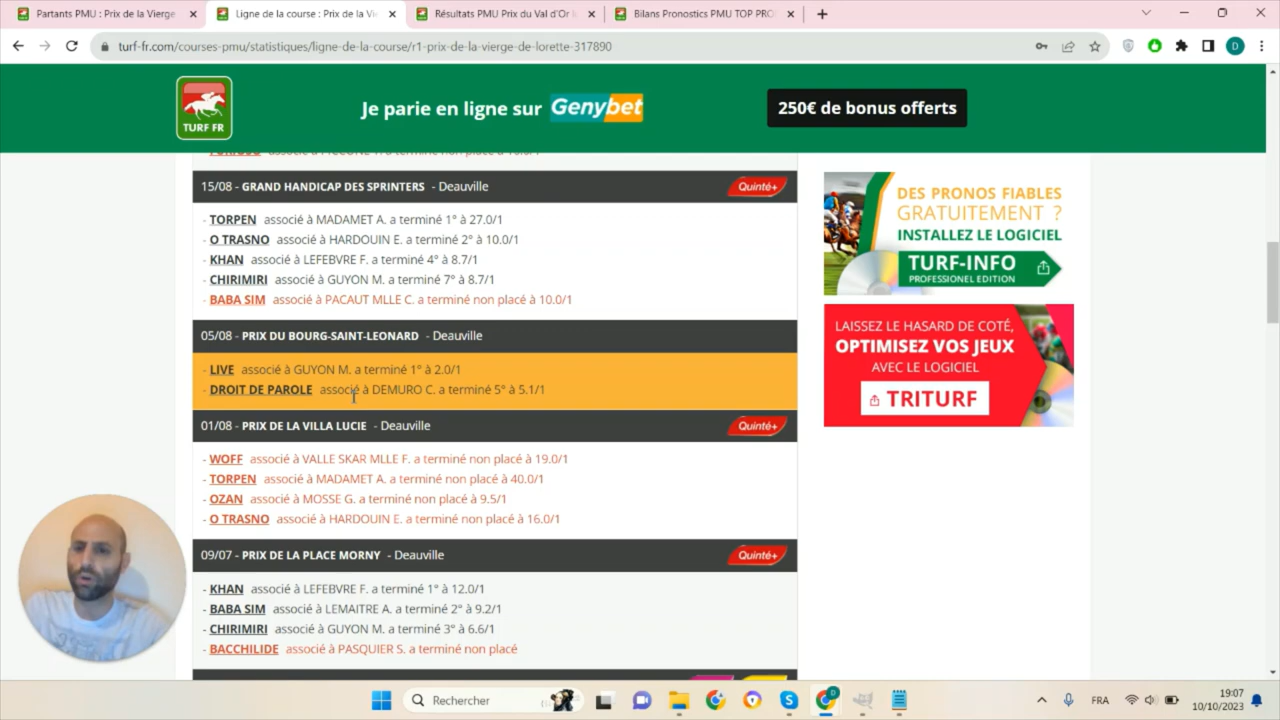 Partants PMU : Prix de la Vierge
Ligne de la course : Prix de la Vi
Résultats PMU Prix du Val d'Or
Bilans Pronostics PMU TOP PRO
turf-fr.com/courses-pmu/statistiques/ligne-de-la-course/r1-prix-de-la-vierge-de-lorette-317890
D
TURF FR
Je parie en ligne sur Genybet
250€ de bonus offerts
15/08 - GRAND HANDICAP DES SPRINTERS - Deauville
Quinté+
- TORPEN associé à MADAMET A. a terminé 1° à 27.0/1
- O TRASNO associé à HARDOUIN E. a terminé 2° à 10.0/1
- KHAN associé à LEFEBVRE F. a terminé 4° à 8.7/1
- CHIRIMIRI associé à GUYON M. a terminé 7° à 8.7/1
- BABA SIM associé à PACAUT MLLE C. a terminé non placé à 10.0/1
05/08 - PRIX DU BOURG-SAINT-LEONARD - Deauville
- LIVE associé à GUYON M. a terminé 1° à 2.0/1
- DROIT DE PAROLE associé à DEMURO C. a terminé 5° à 5.1/1
01/08 - PRIX DE LA VILLA LUCIE - Deauville
Quinté+
- WOFF associé à VALLE SKAR MLLE F. a terminé non placé à 19.0/1
- TORPEN associé à MADAMET A. a terminé non placé à 40.0/1
- OZAN associé à MOSSE G. a terminé non placé à 9.5/1
- O TRASNO associé à HARDOUIN E. a terminé non placé à 16.0/1
09/07 - PRIX DE LA PLACE MORNY - Deauville
Quinté+
- KHAN associé à LEFEBVRE F. a terminé 1° à 12.0/1
- BABA SIM associé à LEMAITRE A. a terminé 2° à 9.2/1
- CHIRIMIRI associé à GUYON M. a terminé 3° à 6.6/1
- BACCHILIDE associé à PASQUIER S. a terminé non placé
DES PRONOS FIABLES
GRATUITEMENT ?
INSTALLEZ LE LOGICIEL
TURF-INFO
PROFESSIONEL EDITION
LAISSEZ LE HASARD DE COTÉ,
OPTIMISEZ VOS JEUX
AVEC LE LOGICIEL
TRITURF
Rechercher
FRA
19:07
10/10/2023